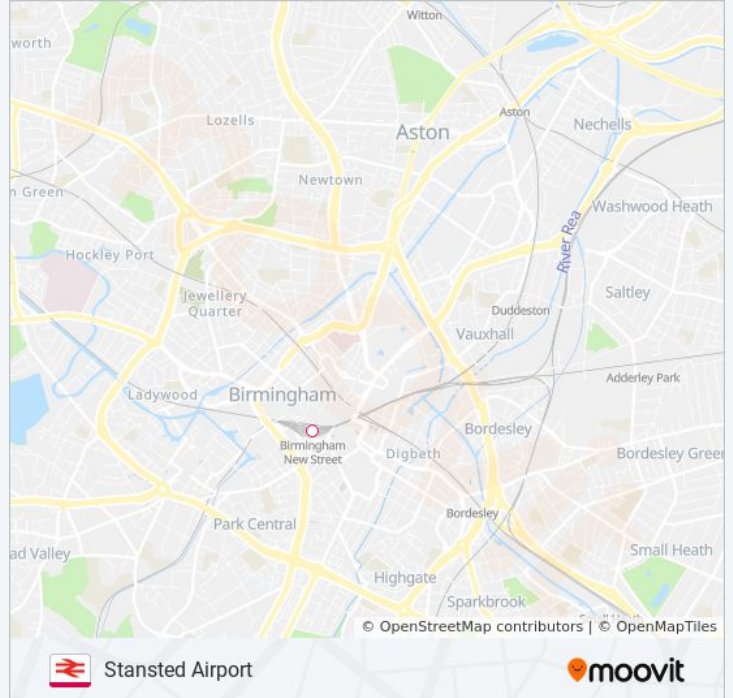 Witton
worth
Lozells
Aston
Aston
Nechells
Newtown
n Green
Washwood Heath
River Rea
Hockley Port
Jewellery
Quarter
Saltley
Duddeston
Vauxhall
Adderley Park
Ladywood
Birmingham
Birmingham
New Street
Bordesley
Digbeth
Bordesley Green
Bordesley
Park Central
ad Valley
Small Heath
Highgate
Sparkbrook
© OpenStreetMap contributors | © OpenMapTiles
Stansted Airport
moovit